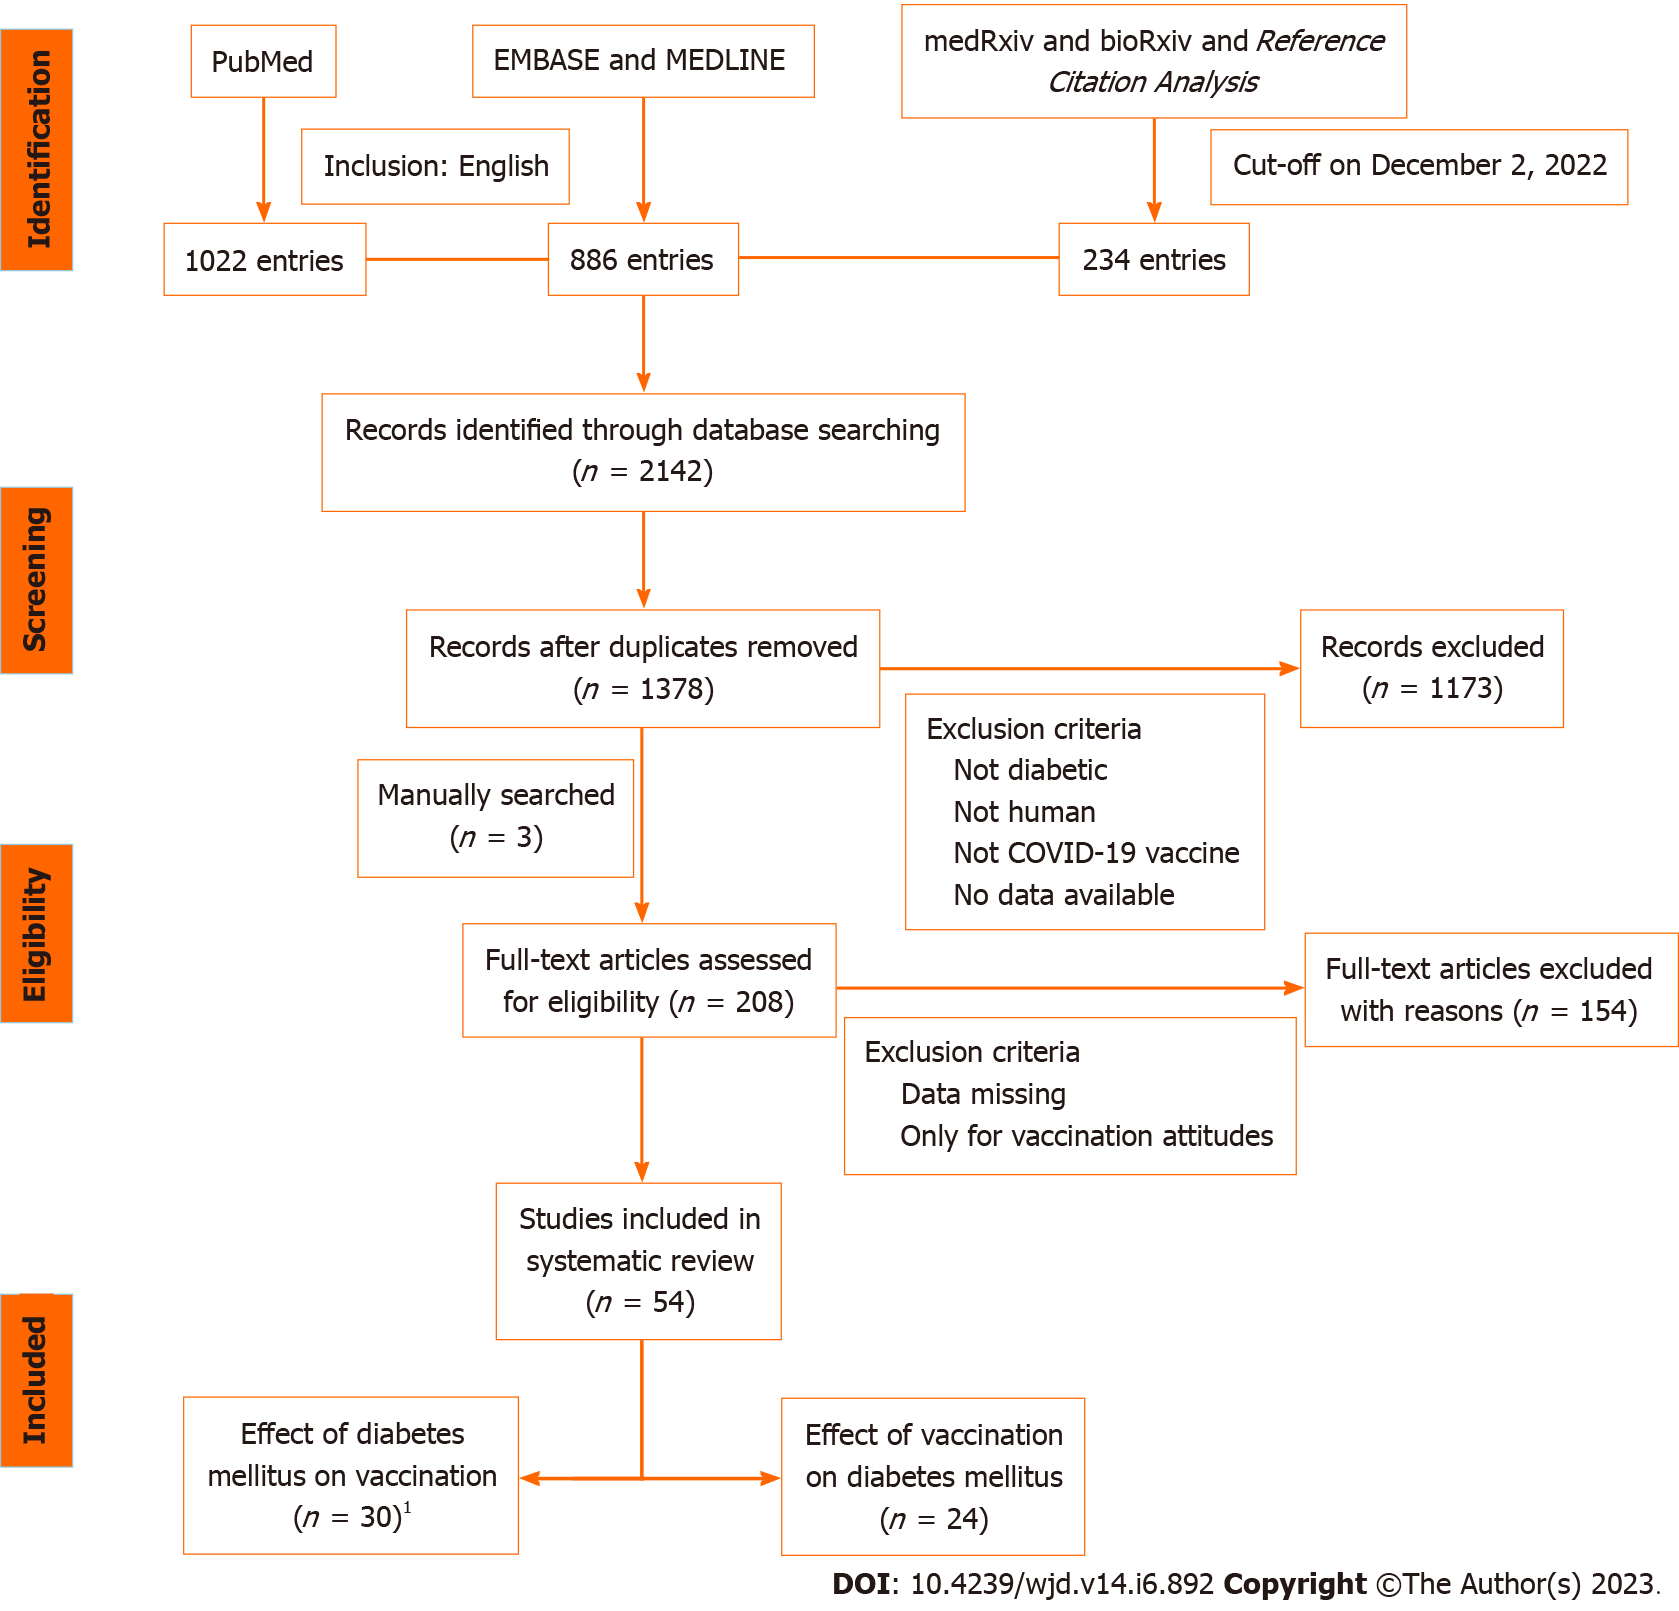 Identification
PubMed
EMBASE and MEDLINE
medRxiv and bioRxiv and Reference
Citation Analysis
Inclusion: English
Cut-off on December 2, 2022
1022 entries
886 entries
234 entries
Records identified through database searching
(n = 2142)
Screening
Records after duplicates removed
(n = 1378)
Records excluded
(n = 1173)
Exclusion criteria
Not diabetic
Not human
Not COVID-19 vaccine
No data available
Manually searched
(n = 3)
Eligibility
Full-text articles assessed
for eligibility (n = 208)
Full-text articles excluded
with reasons (n = 154)
Exclusion criteria
Data missing
Only for vaccination attitudes
Studies included in
systematic review
(n = 54)
Included
Effect of diabetes
mellitus on vaccination
(n = 30)¹
Effect of vaccination
on diabetes mellitus
(n = 24)
DOI: 10.4239/wjd.v14.i6.892 Copyright ©The Author(s) 2023.